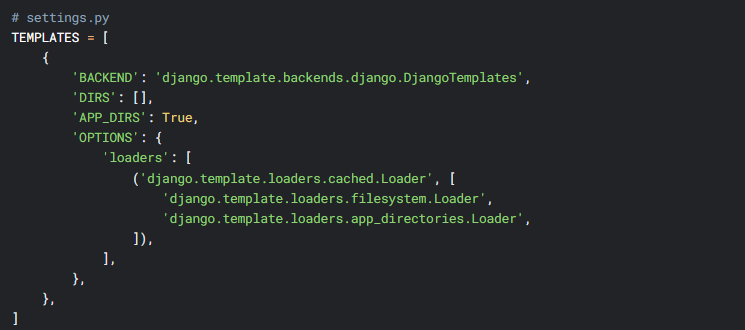 # settings.py
TEMPLATES = [
    {
        'BACKEND': 'django.template.backends.django.DjangoTemplates',
        'DIRS': [],
        'APP_DIRS': True,
        'OPTIONS': {
            'loaders': [
                ('django.template.loaders.cached.Loader', [
                    'django.template.loaders.filesystem.Loader',
                    'django.template.loaders.app_directories.Loader',
                ]),
            ],
        },
    },
]